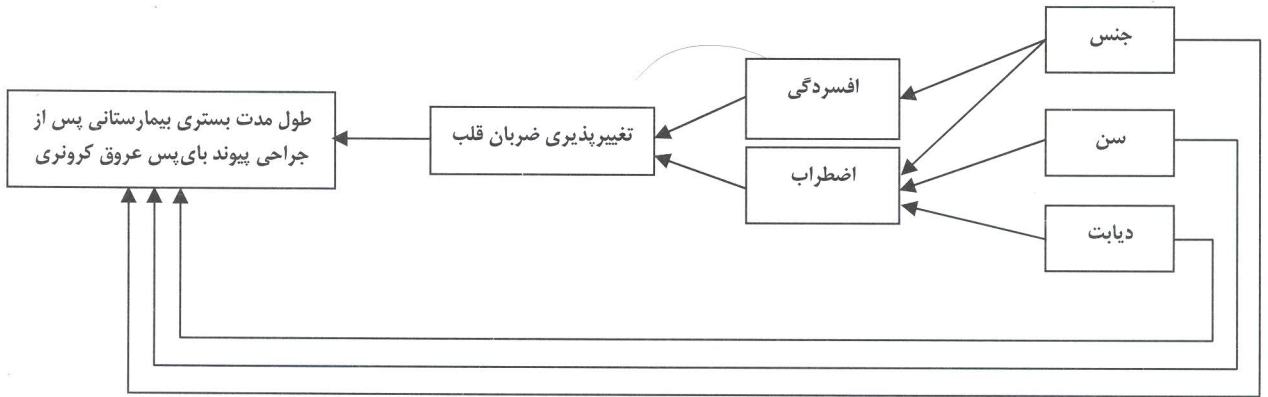 جنس
افسردگی
سن
تغییرپذیری ضربان قلب
طول مدت بستری بیمارستانی پس از
جراحی پیوند بای‌پس عروق کرونری
اضطراب
دیابت